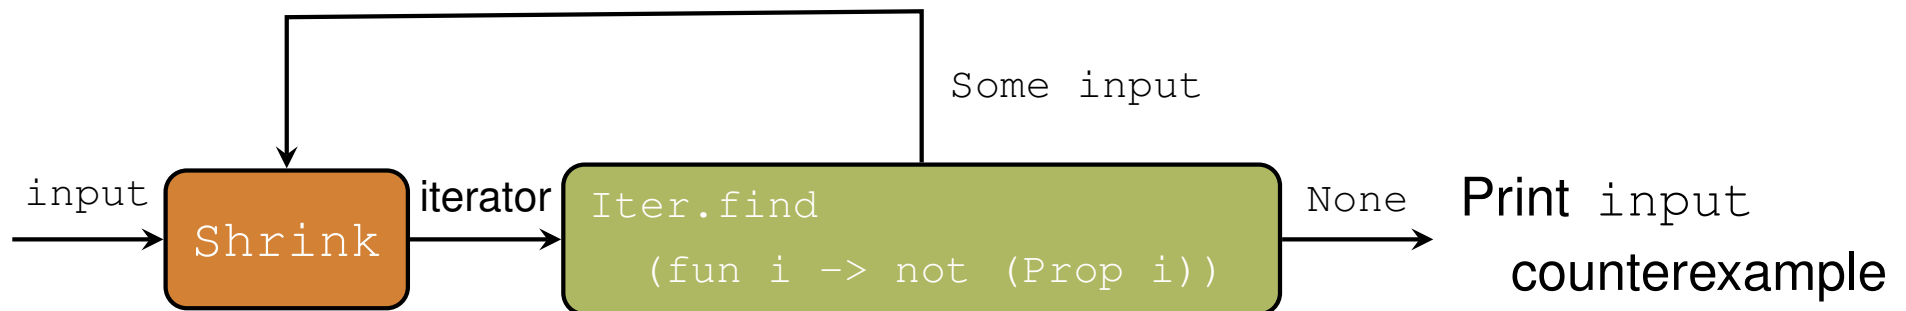 Some input
input
Shrink
iterator
Iter.find
(fun i -> not (Prop i))
None
Print input
counterexample